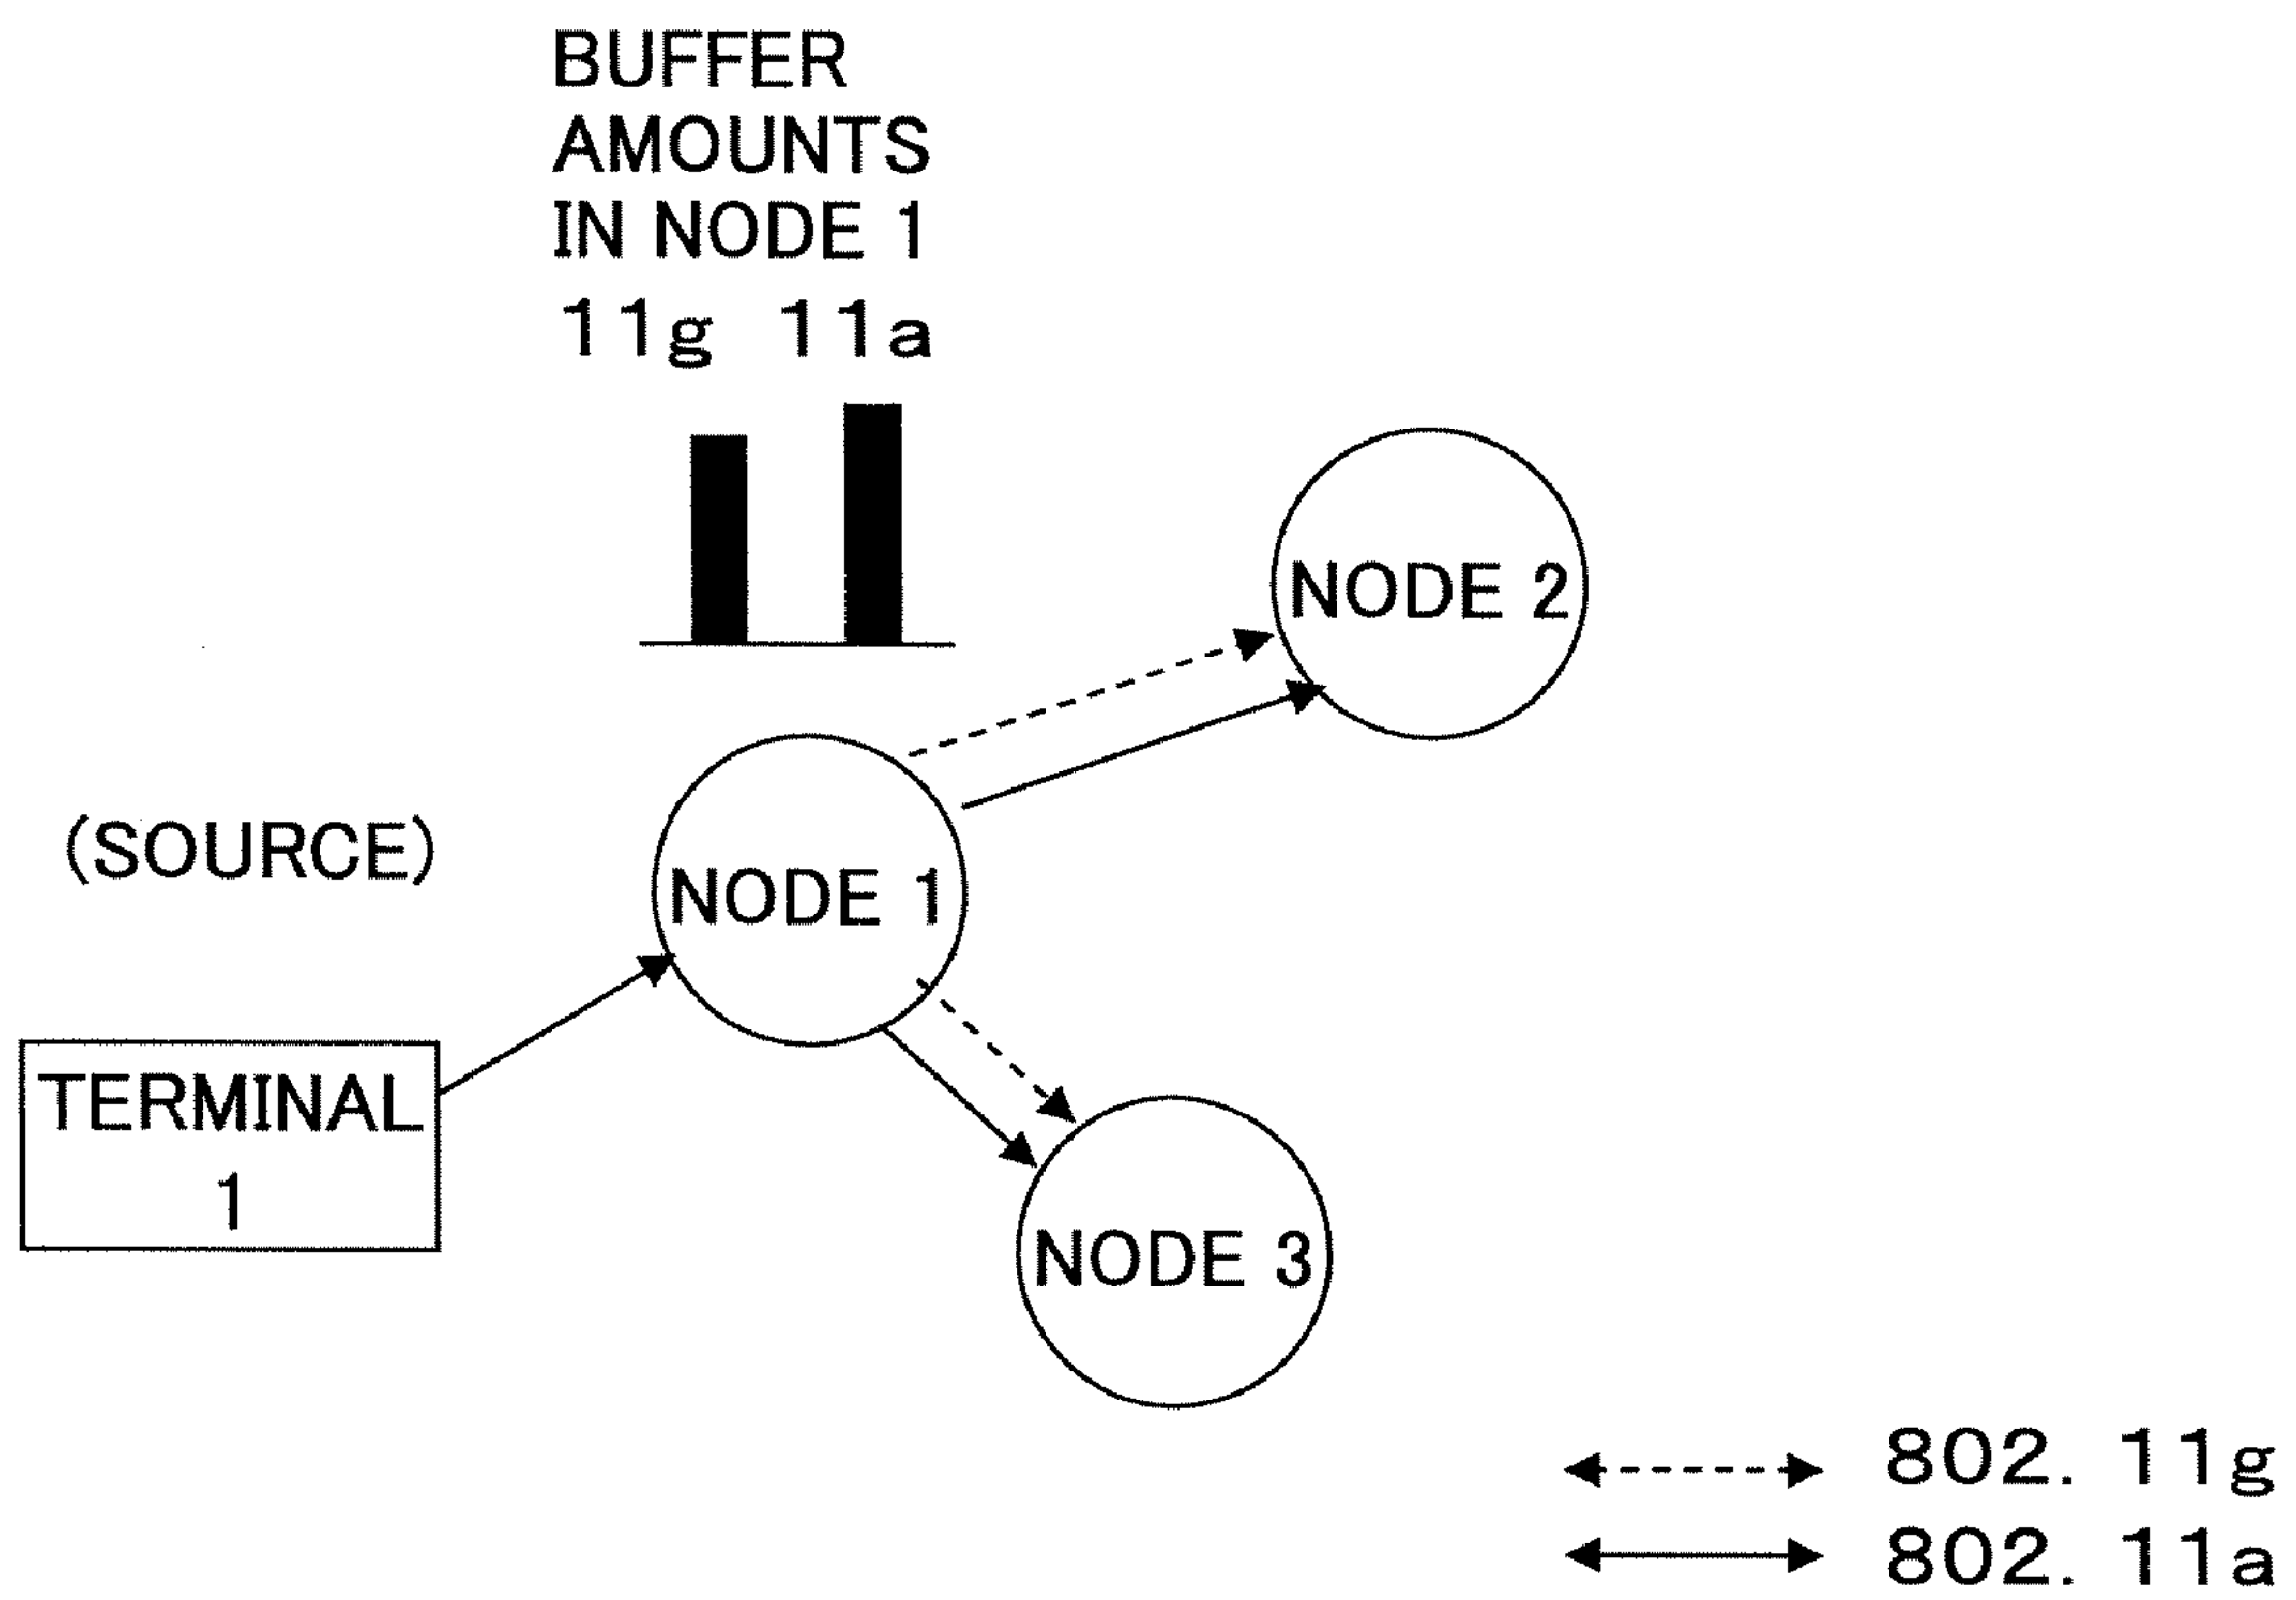 BUFFER
AMOUNTS
IN NODE 1
11g 11a
NODE 2
(SOURCE)
NODE 1
TERMINAL
1
NODE 3
802. 11g
802. 11a